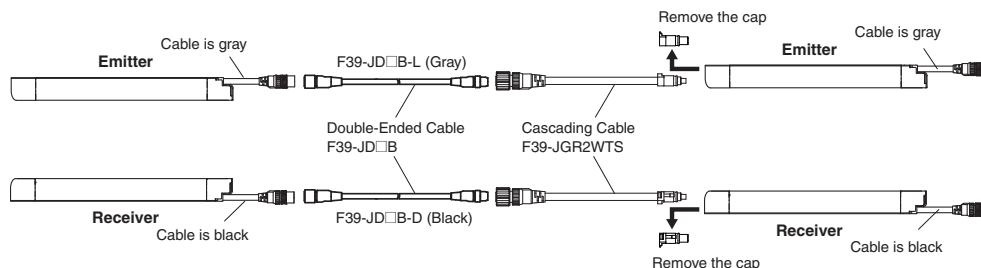 Remove the cap
Cable is gray
Cable is gray
Emitter
F39-JD□B-L (Gray)
Emitter
Double-Ended Cable
F39-JD□B
Cascading Cable
F39-JGR2WTS
Receiver
F39-JD□B-D (Black)
Receiver
Cable is black
Cable is black
Remove the cap